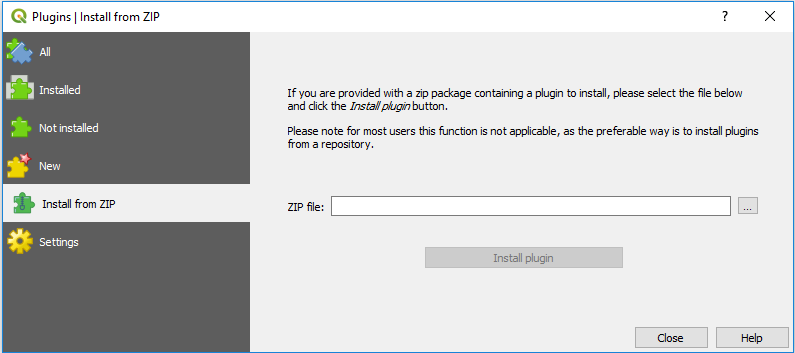 Plugins | Install from ZIP
?
All
Installed
Not installed
New
Install from ZIP
Settings
If you are provided with a zip package containing a plugin to install, please select the file below
and click the Install plugin button.
Please note for most users this function is not applicable, as the preferable way is to install plugins
from a repository.
ZIP file:
...
Install plugin
Close
Help